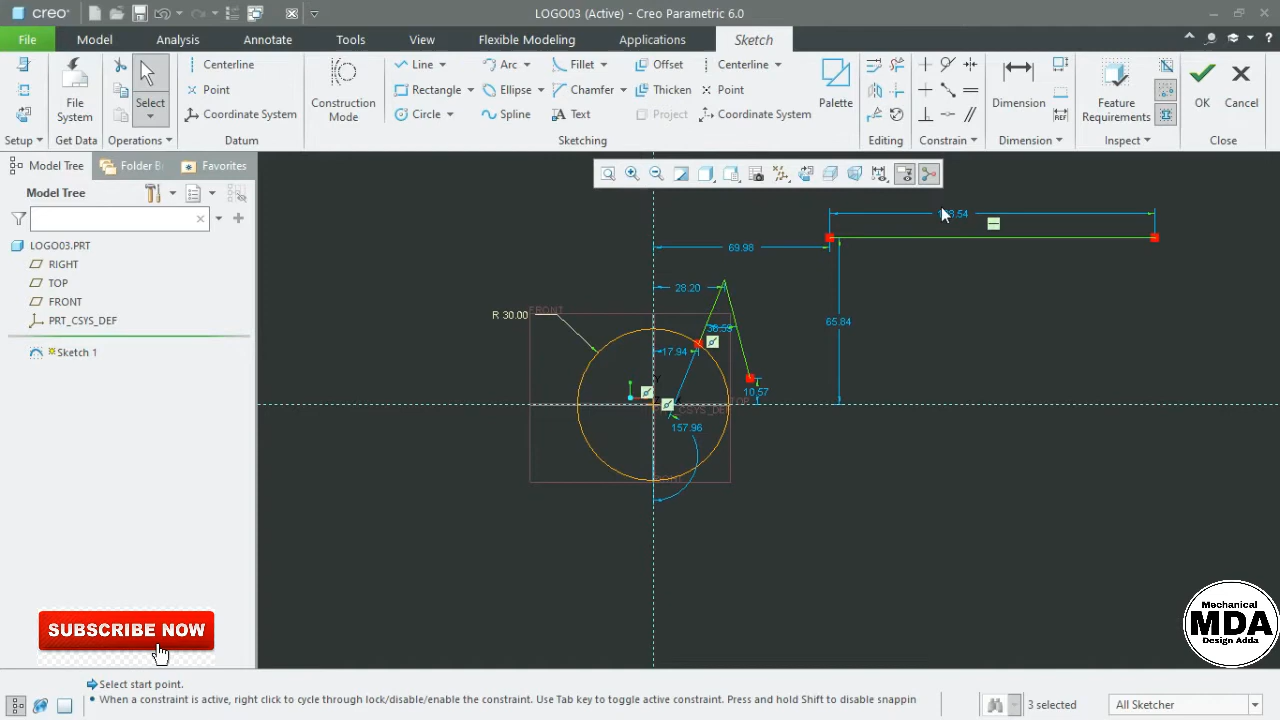 creo
LOGO03 (Active) - Creo Parametric 6.0
File Model Analysis Annotate Tools View Flexible Modeling Applications Sketch
Centerline Line Arc Fillet Offset Centerline
File System Select Point Construction Mode Rectangle Ellipse Chamfer Thicken Point Palette Dimension Feature Requirements OK Cancel
Coordinate System Circle Spline Text Project Coordinate System
Setup Get Data Operations Datum Sketching Editing Constrain Dimension Inspect Close
Model Tree Folder B Favorites
Model Tree
LOGO03.PRT
RIGHT
TOP
FRONT
PRT_CSYS_DEF
Sketch 1
69.98
28.20
R 30.00
FRONT
65.84
17.94
10.57
157.96
SUBSCRIBE NOW
Mechanical
MDA
Design Adda
Select start point.
When a constraint is active, right click to cycle through lock/disable/enable the constraint. Use Tab key to toggle active constraint. Press and hold Shift to disable snappin
3 selected
All Sketcher